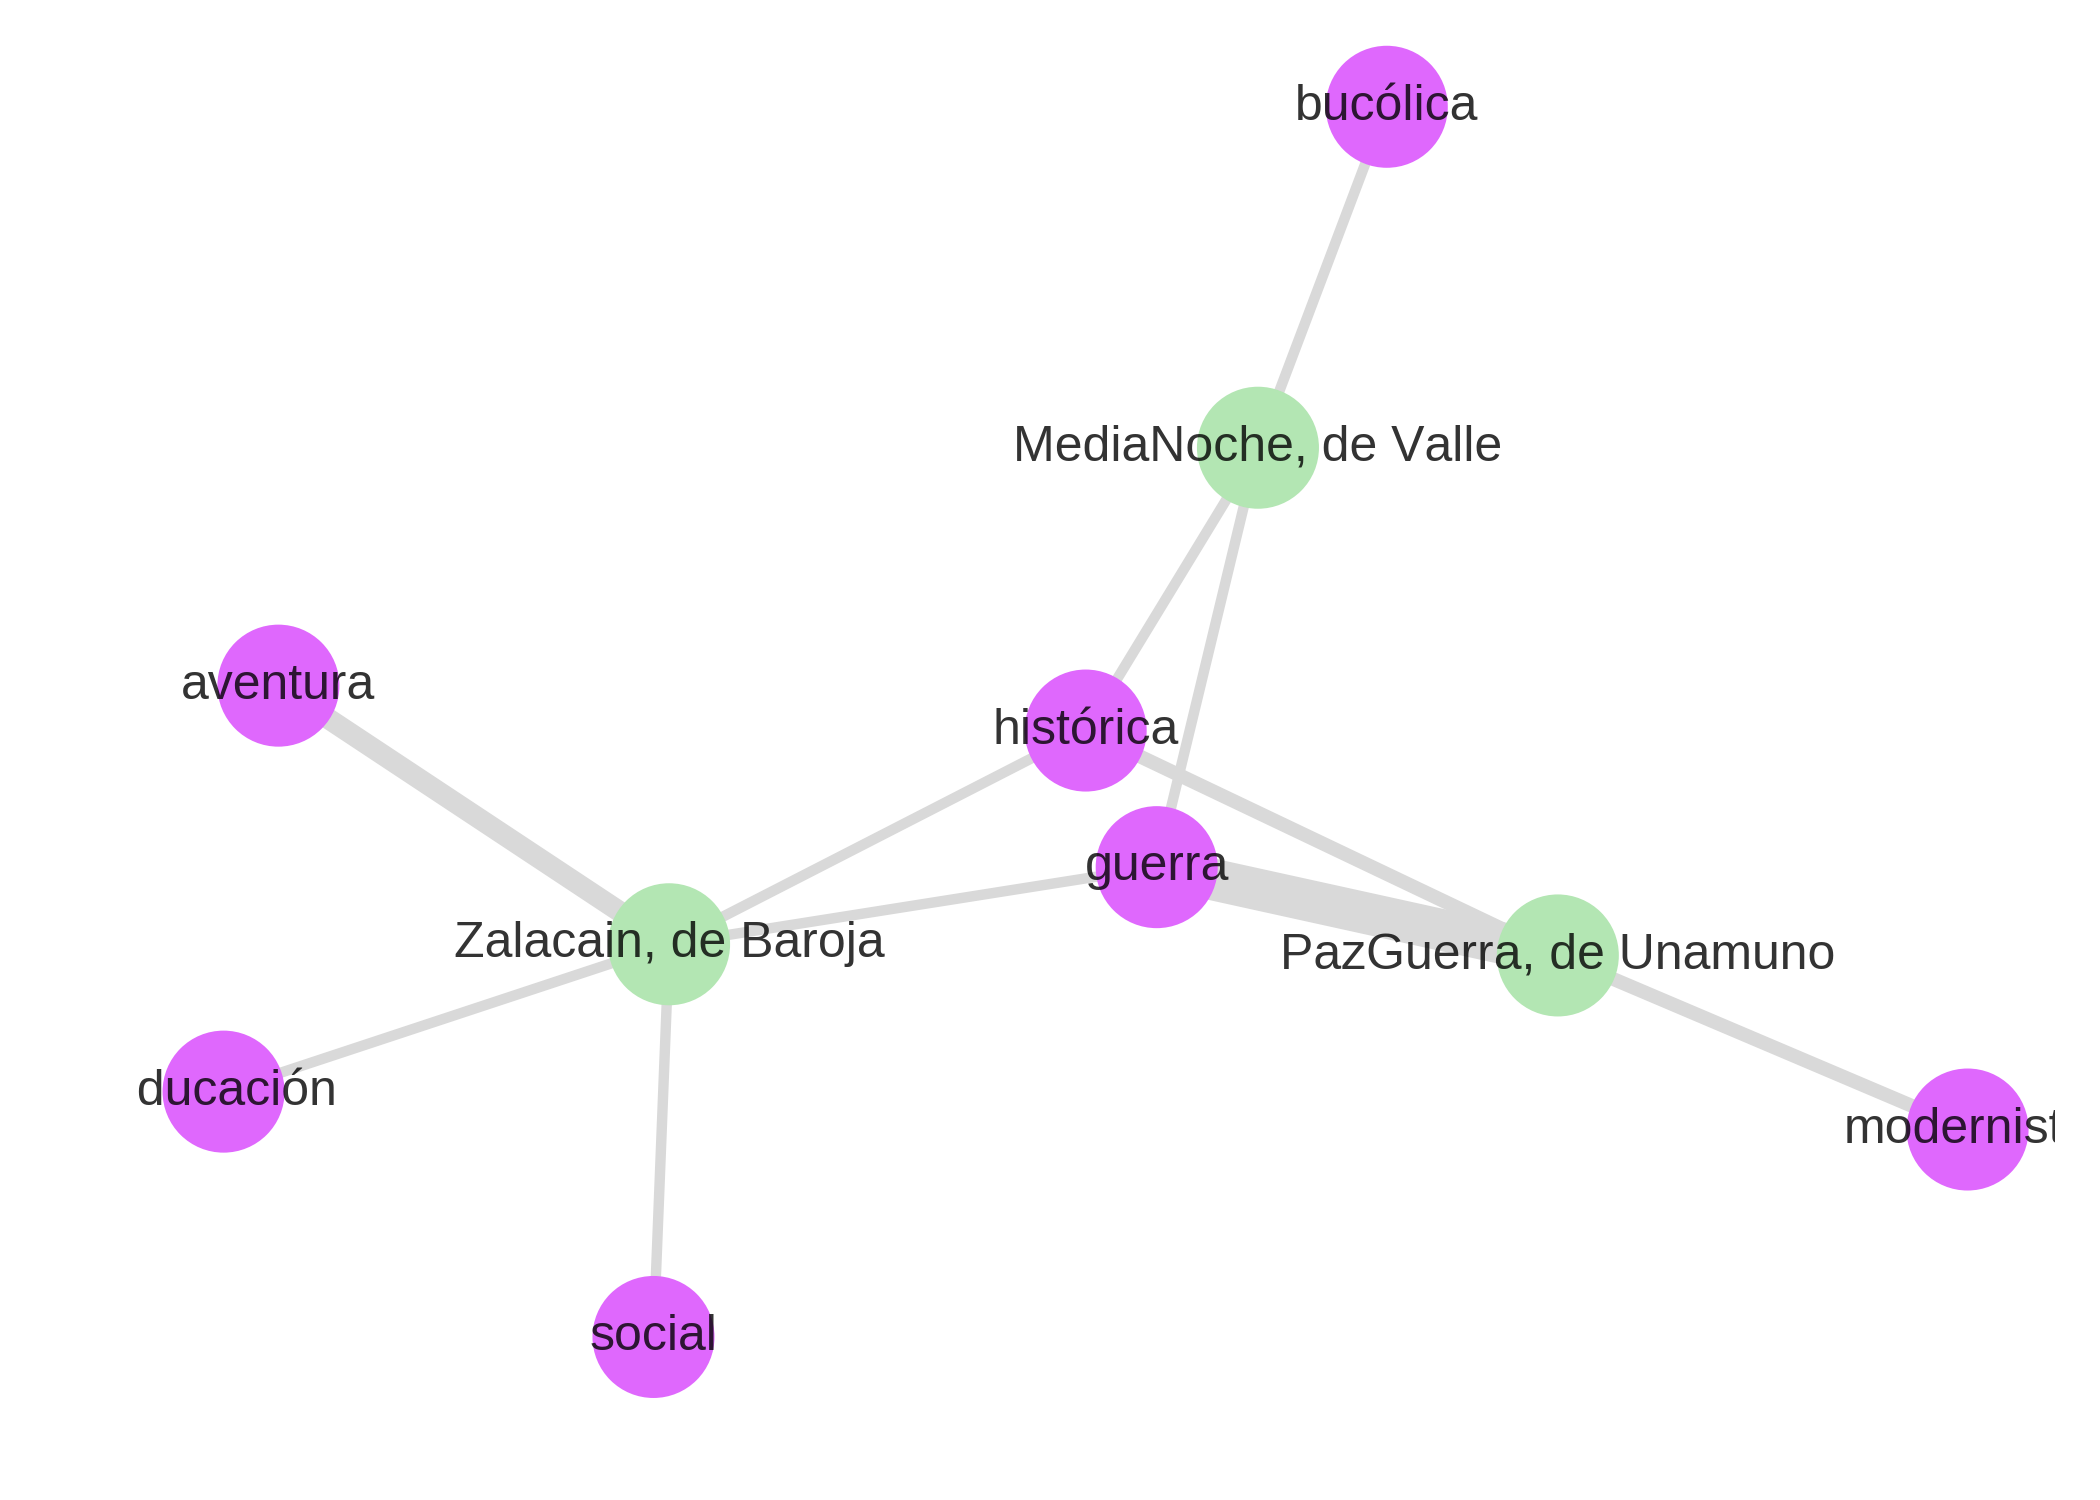 bucólica
MediaNoche, de Valle
aventura
histórica
guerra
Zalacain, de Baroja
PazGuerra, de Unamuno
ducación
modernist
social